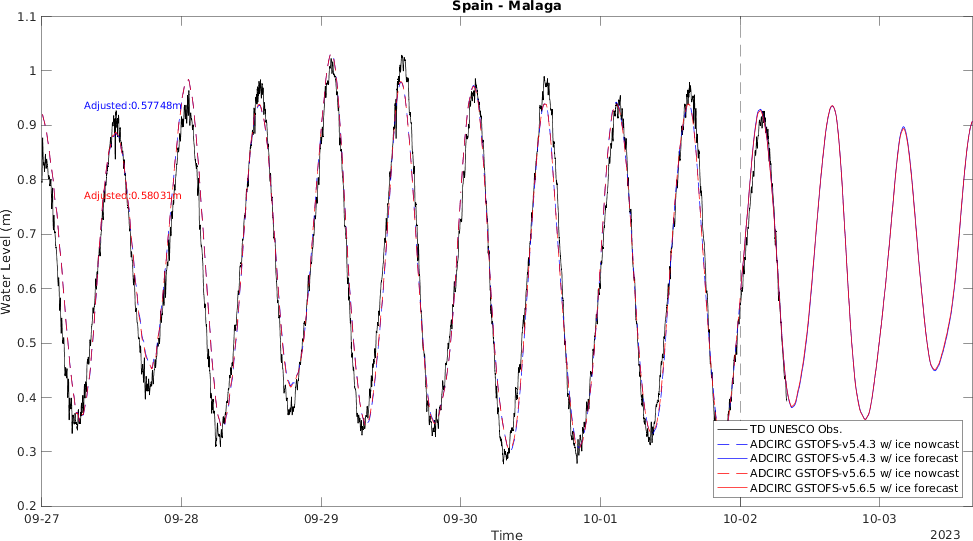 Spain - Malaga
1.1
1
0.9
0.8
0.7
0.6
0.5
0.4
0.3
0.2
Water Level (m)
Adjusted:0.57748m
Adjusted:0.58031m
TD UNESCO Obs.
ADCIRC GSTOFS-v5.4.3 w/ ice nowcast
ADCIRC GSTOFS-v5.4.3 w/ ice forecast
ADCIRC GSTOFS-v5.6.5 w/ ice nowcast
ADCIRC GSTOFS-v5.6.5 w/ ice forecast
09-27 09-28 09-29 09-30 10-01 10-02 10-03
Time
2023